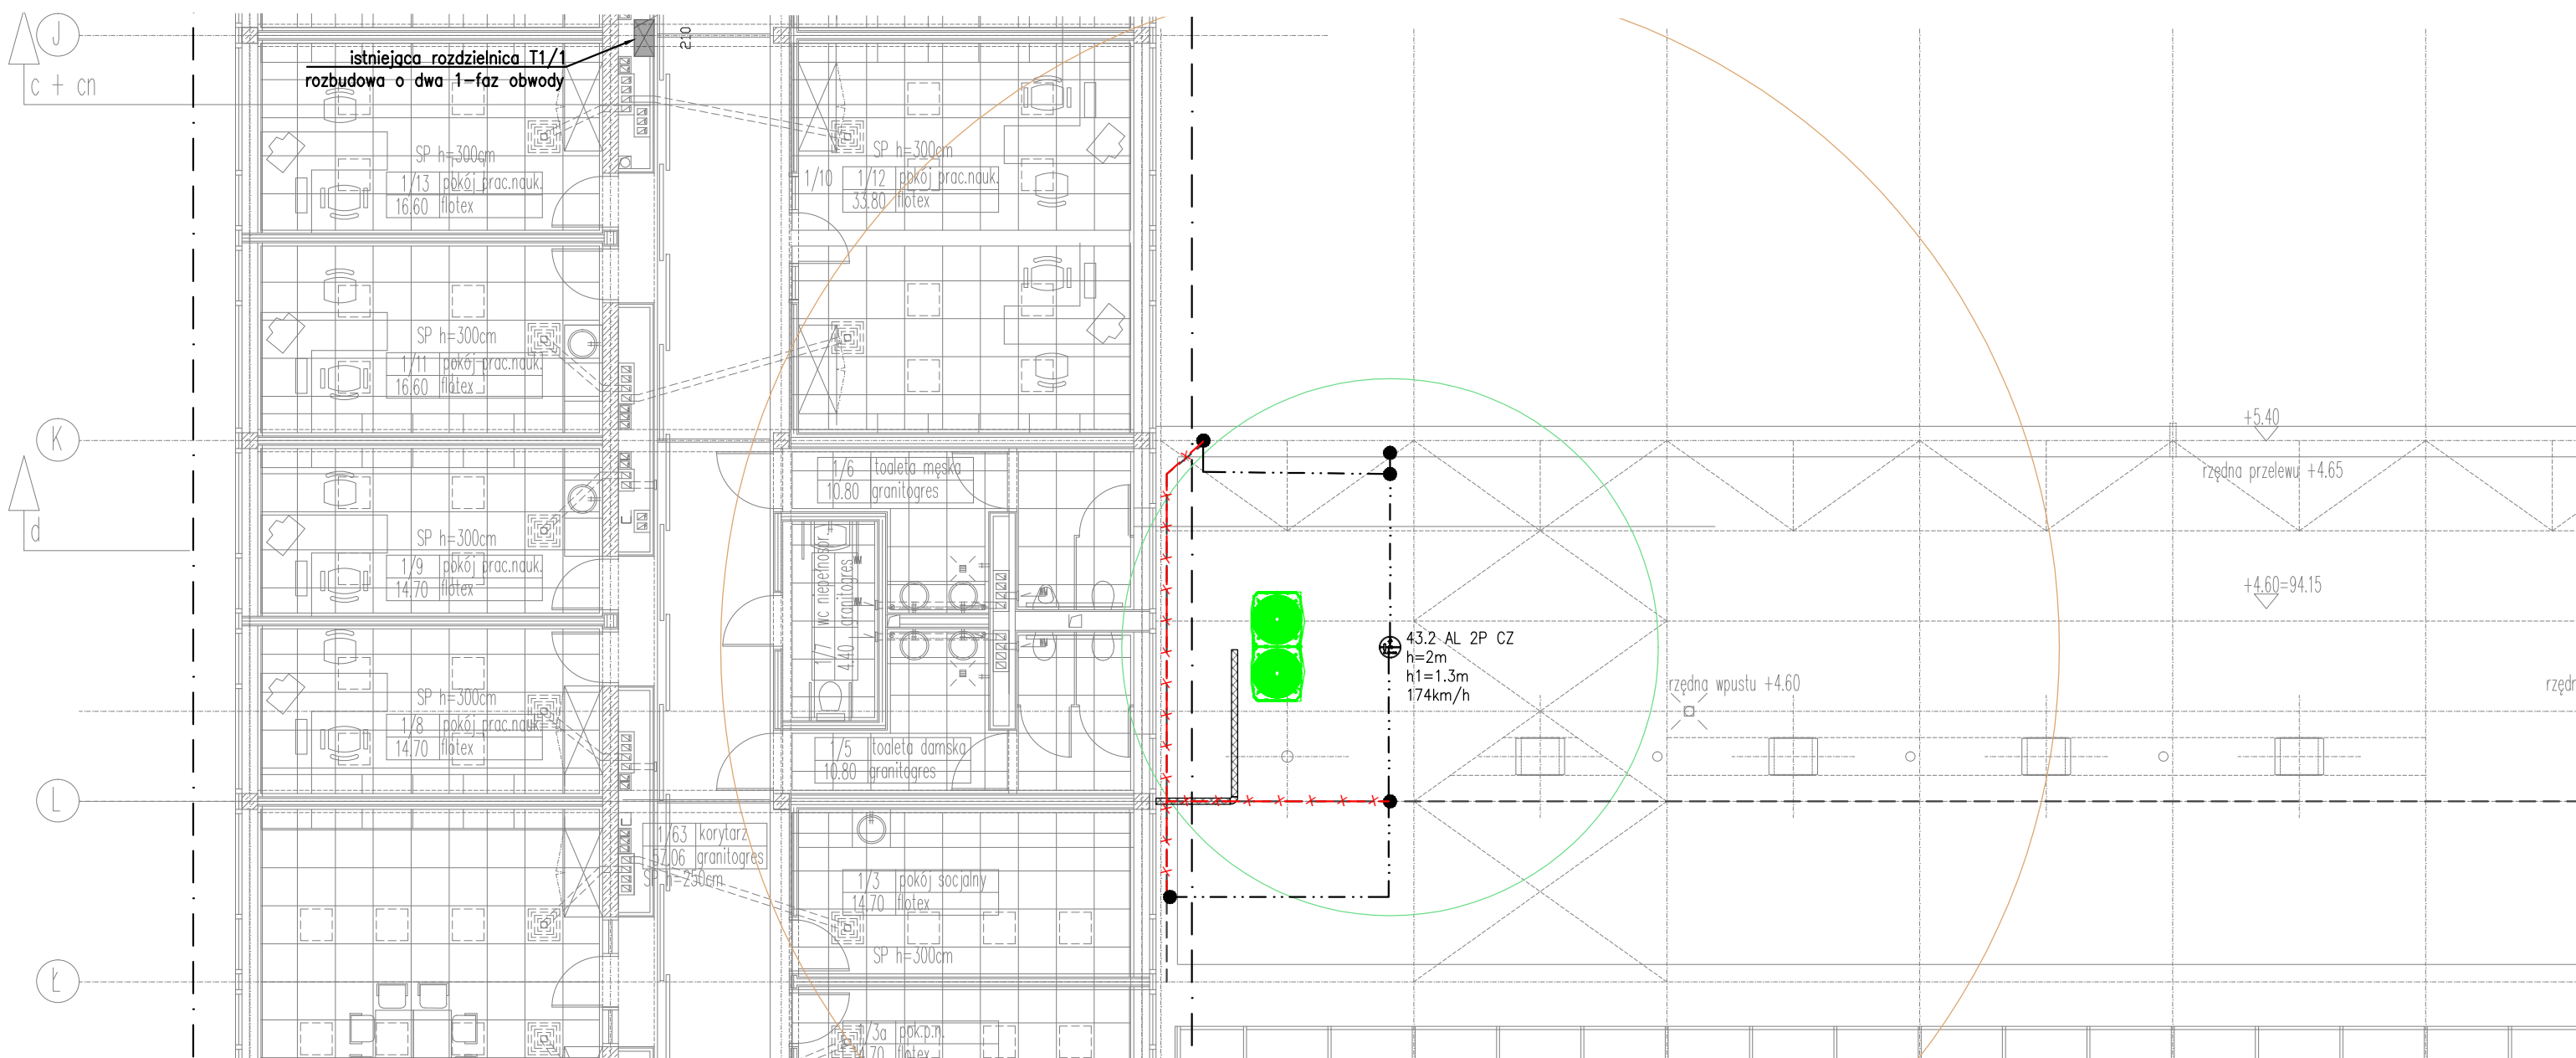 J
c + cn
istniejąca rozdzielnica T1/1
rozbudowa o dwa 1-faz obwody
210
SP h=300cm
1/13 pokój prac.nauk.
16.60 flotex
1/10
SP h=300cm
1/12 pokój prac.nauk.
33.80 flotex
SP h=300cm
1/11 pokój prac.nauk.
16.60 flotex
K
d
1/6 toaleta męska
10.80 granitogres
SP h=300cm
1/9 pokój prac.nauk.
14.70 flotex
1/7 wc niepełnospr.
4.40 granitogres
SP h=300cm
1/8 pokój prac.nauk.
14.70 flotex
1/5 toaleta damska
10.80 granitogres
L
1/63 korytarz
57.06 granitogres
SP h=250cm
1/3 pokój socjalny
14.70 flotex
SP h=300cm
Ł
1/3a pok.p.n.
flotex
43.2 AL 2P CZ
h=2m
h1=1.3m
174km/h
+5.40
rzędna przelewu +4.65
+4.60=94.15
rzędna wpustu +4.60